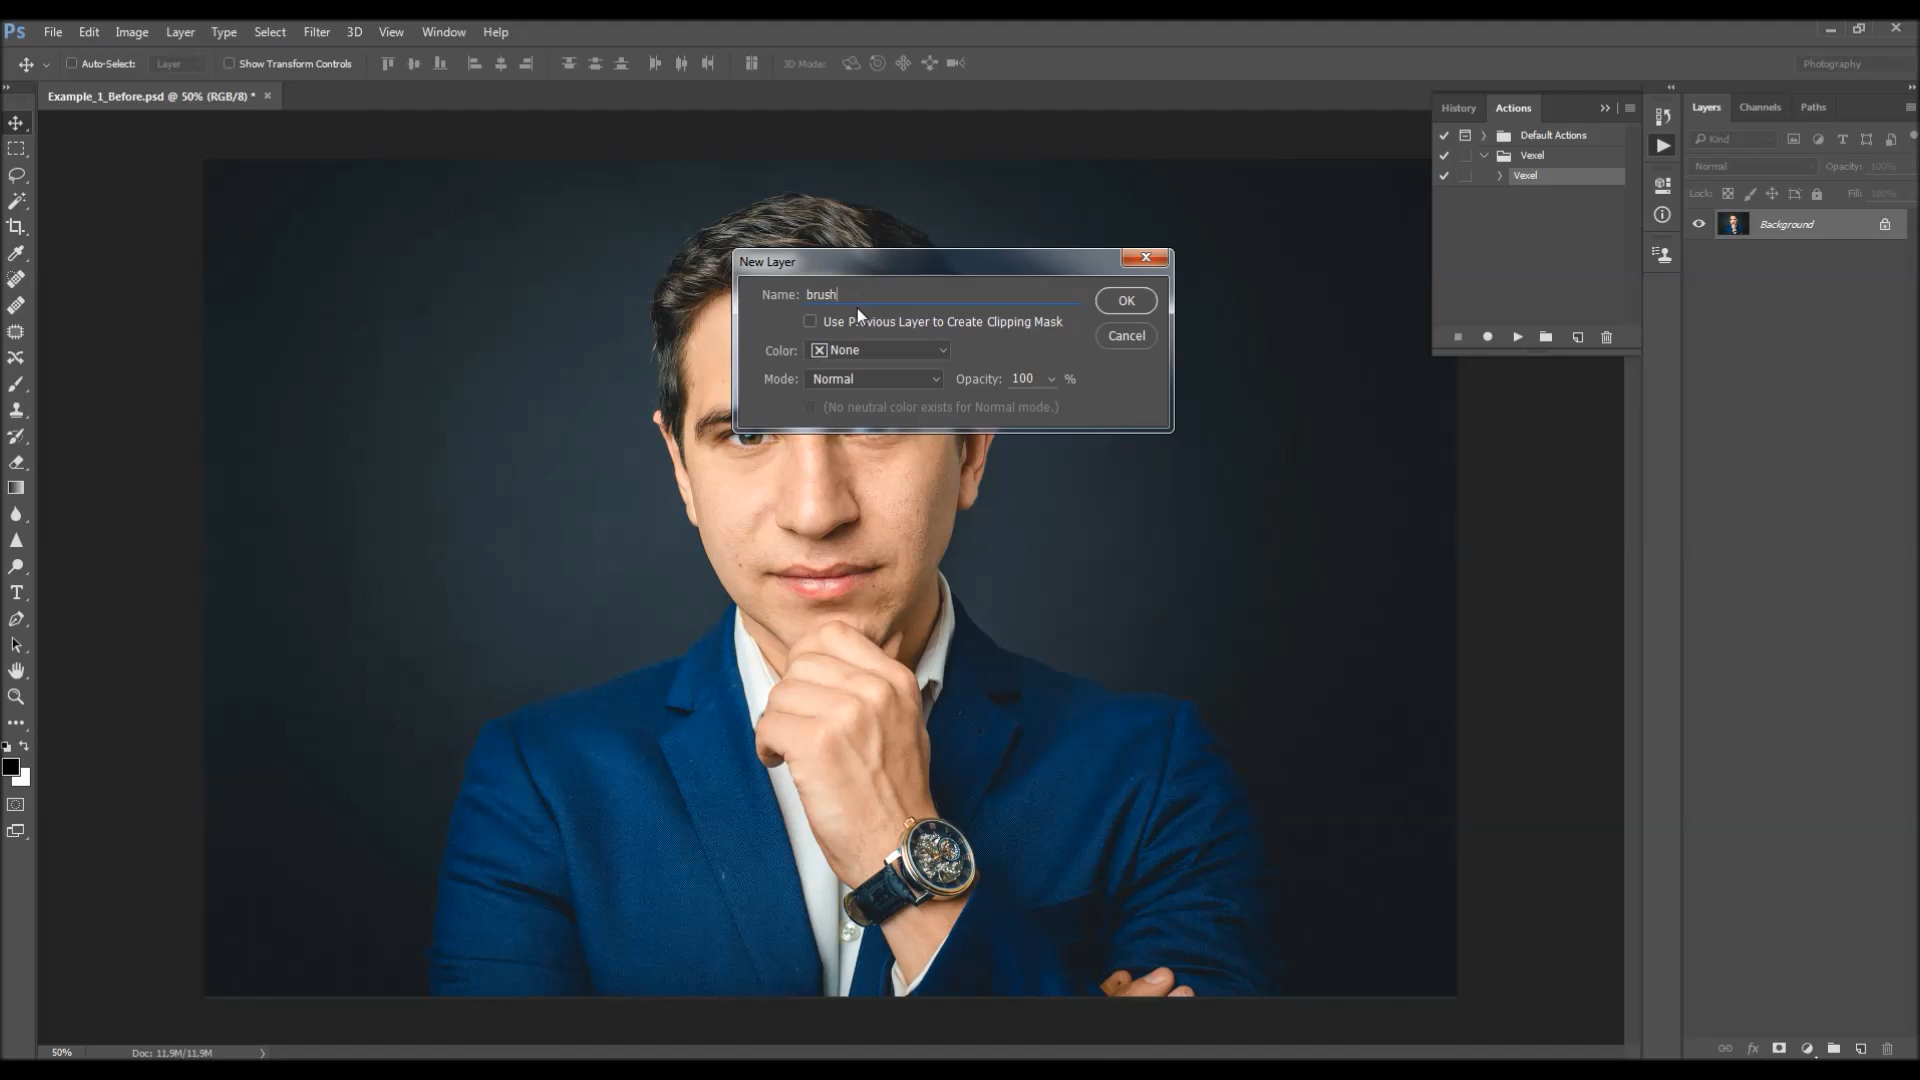 Ps File Edit Image Layer Type Select Filter 3D View Window Help
Auto-Select: Layer Show Transform Controls 3D Mode: Photography
Example_1_Before.psd @ 50% (RGB/8) * ×
History Actions
Default Actions
Vexel
Vexel
Layers Channels Paths
Kind
Normal Opacity: 100%
Lock: Fill: 100%
Background
New Layer
Name: brush
OK
Use Previous Layer to Create Clipping Mask
Cancel
Color: None
Mode: Normal Opacity: 100 %
(No neutral color exists for Normal mode.)
T
50% Doc: 11.9M/11.9M
fx